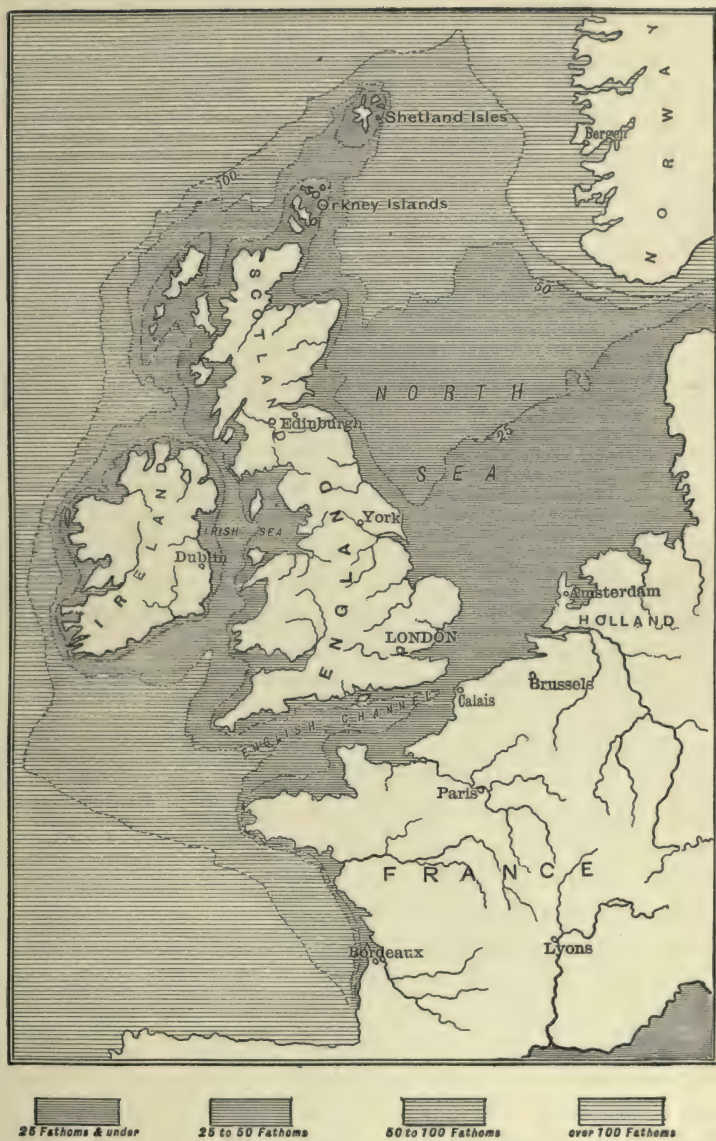 NORWAY
Shetland Isles
Bergen
100
50
Orkney Islands
SCOTLAND
50
NORTH
25
SEA
Edinburgh
IRELAND
IRISH SEA
York
Dublin
ENGLAND
Amsterdam
HOLLAND
LONDON
Brussels
Calais
ENGLISH CHANNEL
Paris
FRANCE
Lyons
Bordeaux
25 Fathoms & under
25 to 50 Fathoms
50 to 100 Fathoms
over 100 Fathoms